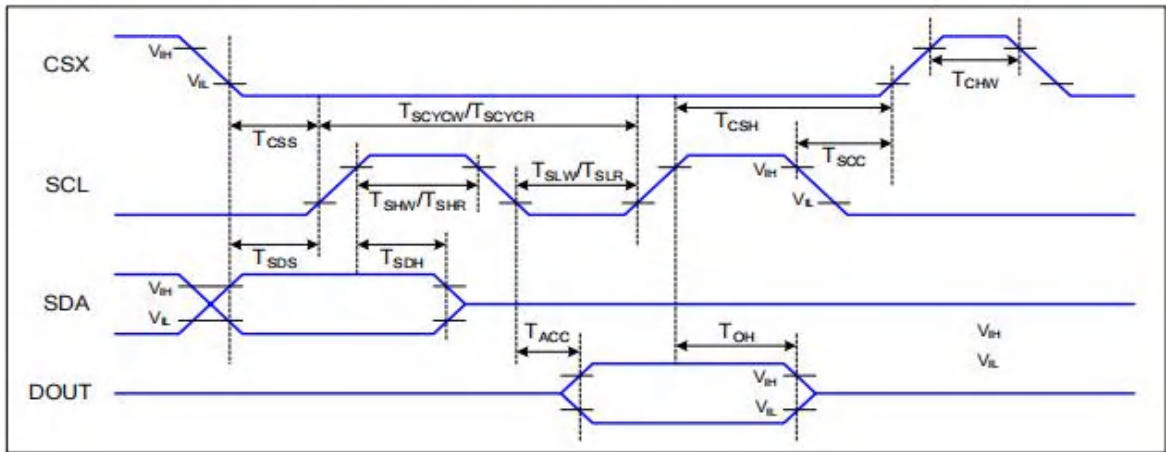 CSX
VIH
VIL
TCHW
TSCYCW/TSCYCR
TCSS
TCSH
TSCC
SCL
TSLW/TSLR
TSHW/TSHR
VIH
VIL
TSDS
TSDH
SDA
VIH
VIL
VIH
VIL
TACC
TOH
DOUT
VIH
VIL